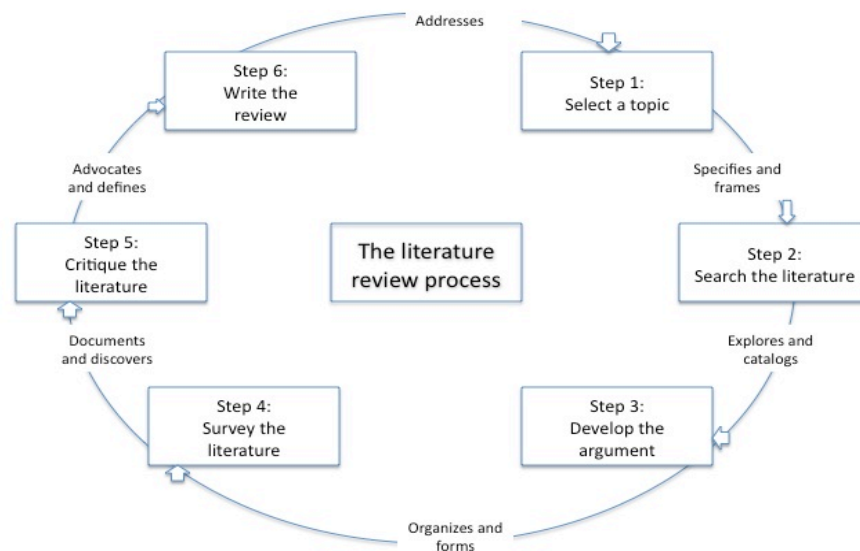 Addresses
Step 6:
Write the
review
Step 1:
Select a topic
Advocates
and defines
Specifies and
frames
Step 5:
Critique the
literature
The literature
review process
Step 2:
Search the literature
Documents
and discovers
Explores and
catalogs
Step 4:
Survey the
literature
Step 3:
Develop the
argument
Organizes and
forms